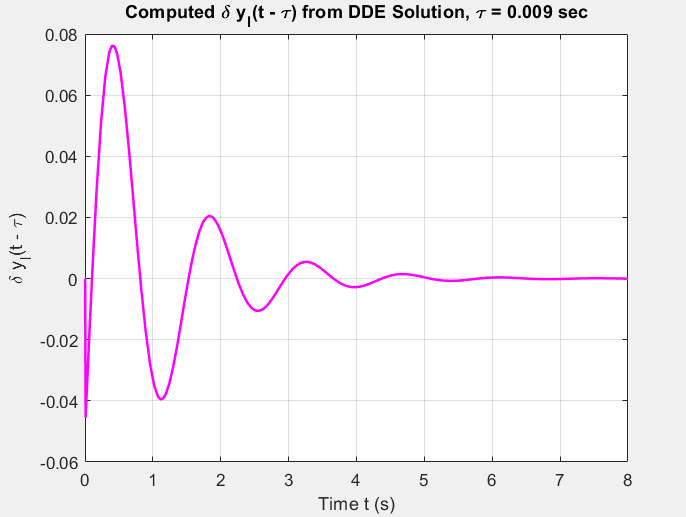 Computed δ y_l(t - τ) from DDE Solution, τ = 0.009 sec
0.08
0.06
0.04
0.02
0
-0.02
-0.04
-0.06
δ y_l(t - τ)
0 1 2 3 4 5 6 7 8
Time t (s)